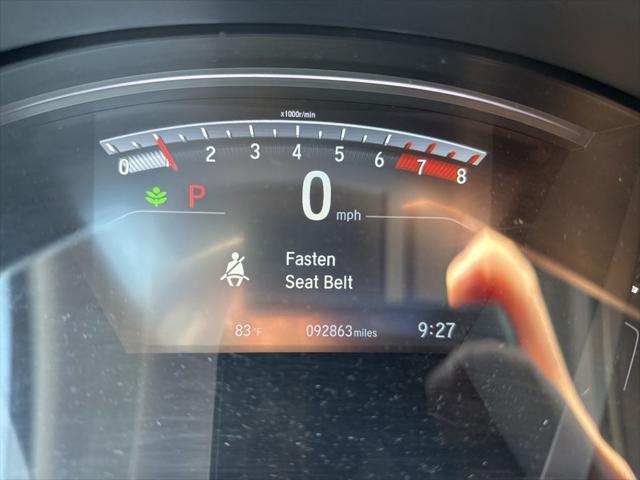 x1000r/min
0 2 3 4 5 6 7 8
P
0 mph
Fasten
Seat Belt
83°F 092863 miles 9:27